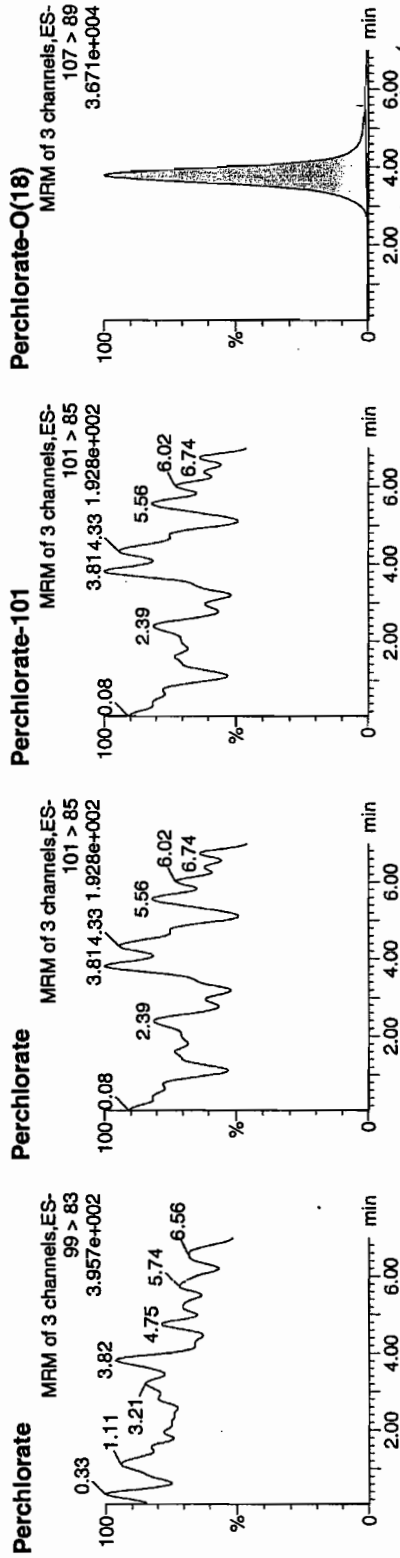 Perchlorate
MRM of 3 channels,ES-
99 > 83
3.957e+002
100
0.33
1.11
3.21
3.82
4.75
5.74
6.56
%
0
2.00
4.00
6.00
min
Perchlorate
MRM of 3 channels,ES-
101 > 85
3.814.33 1.928e+002
100
0.08
2.39
5.56
6.02
6.74
%
0
2.00
4.00
6.00
min
Perchlorate-101
MRM of 3 channels,ES-
101 > 85
3.814.33 1.928e+002
100
0.08
2.39
5.56
6.02
6.74
%
0
2.00
4.00
6.00
min
Perchlorate-O(18)
MRM of 3 channels,ES-
107 > 89
3.671e+004
100
%
0
2.00
4.00
6.00
min